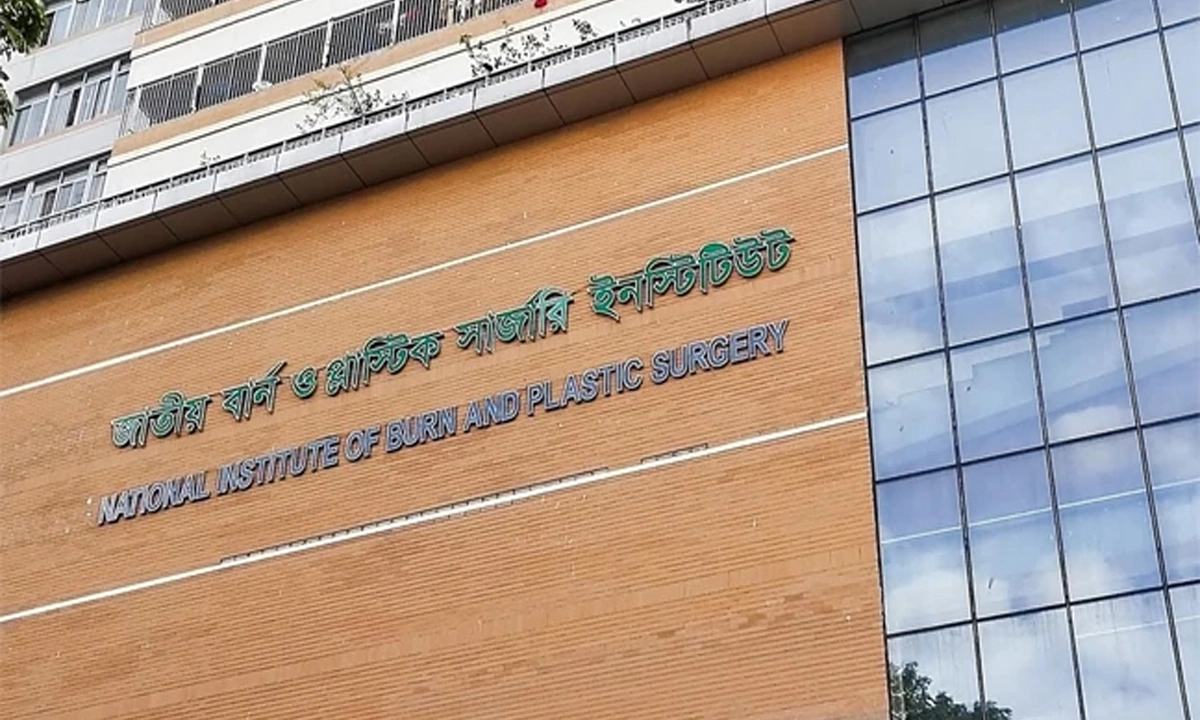 জাতীয় বার্ন ও প্লাস্টিক সার্জারি ইনস্টিটিউট
NATIONAL INSTITUTE OF BURN AND PLASTIC SURGERY